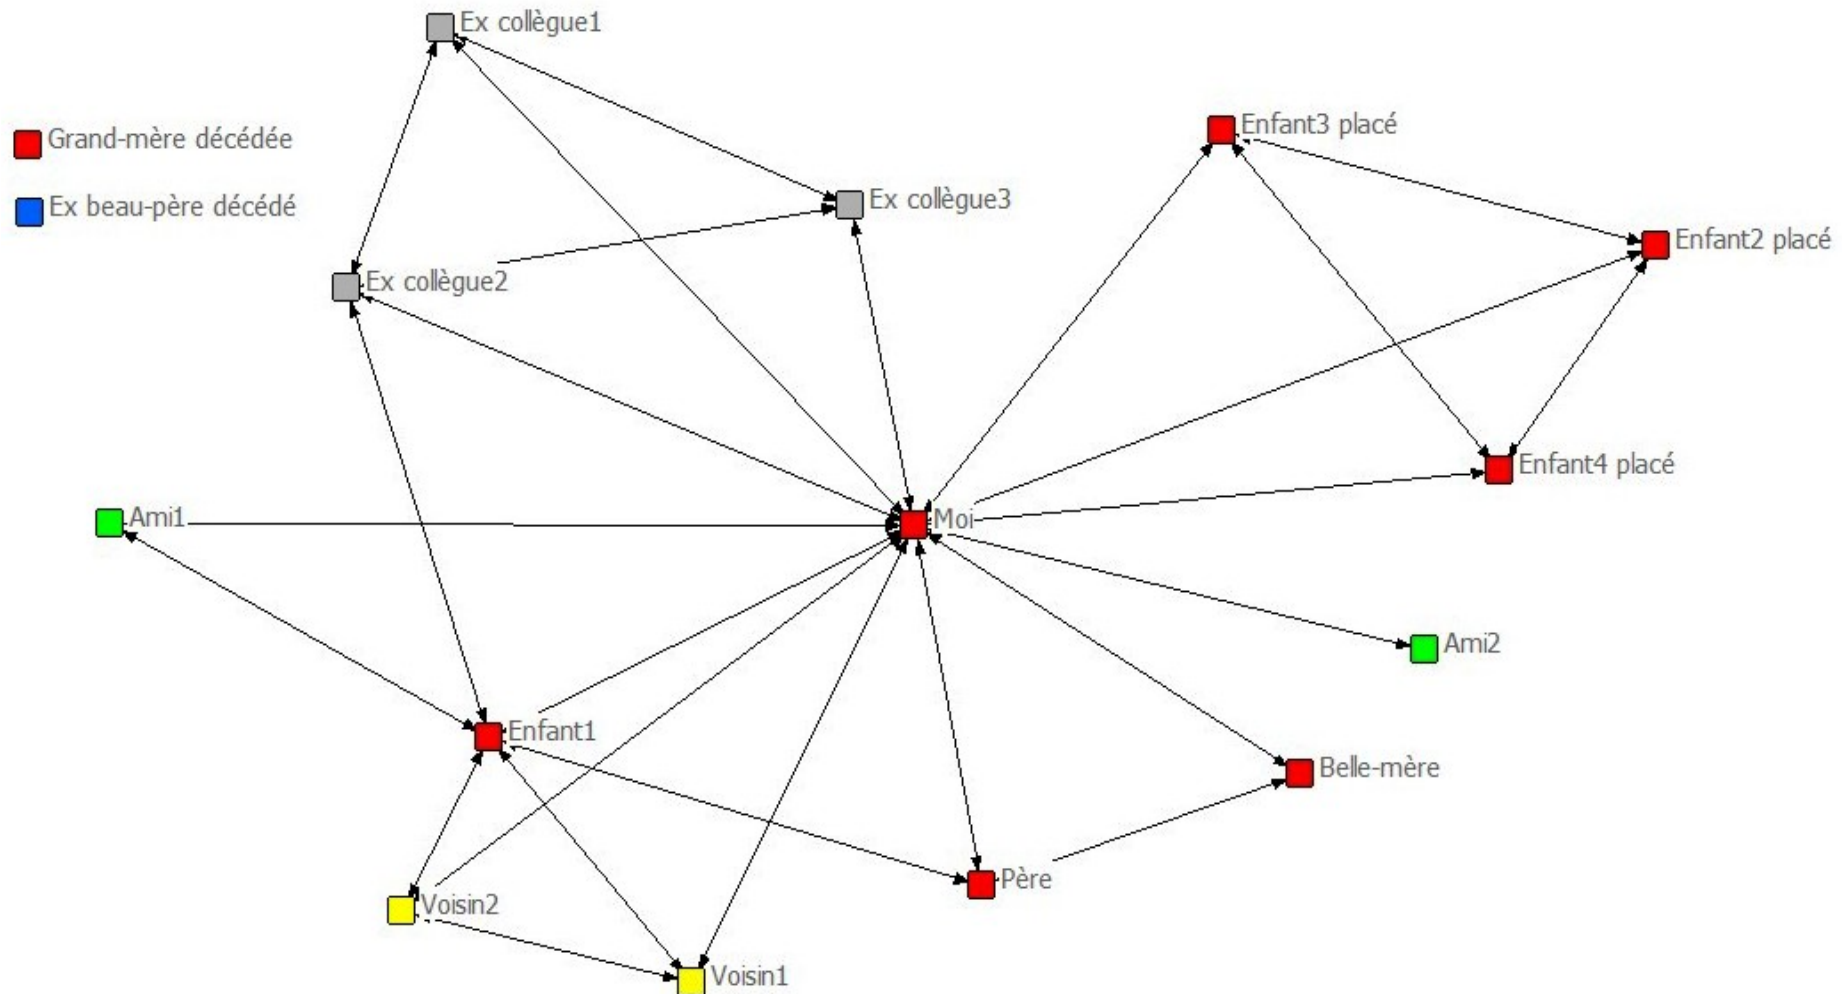 Ex collègue1
Enfant3 placé
Grand-mère décédée
Ex collègue3
Ex beau-père décédé
Enfant2 placé
Ex collègue2
Enfant4 placé
Ami1
Moi
Ami2
Enfant1
Belle-mère
Père
Voisin2
Voisin1